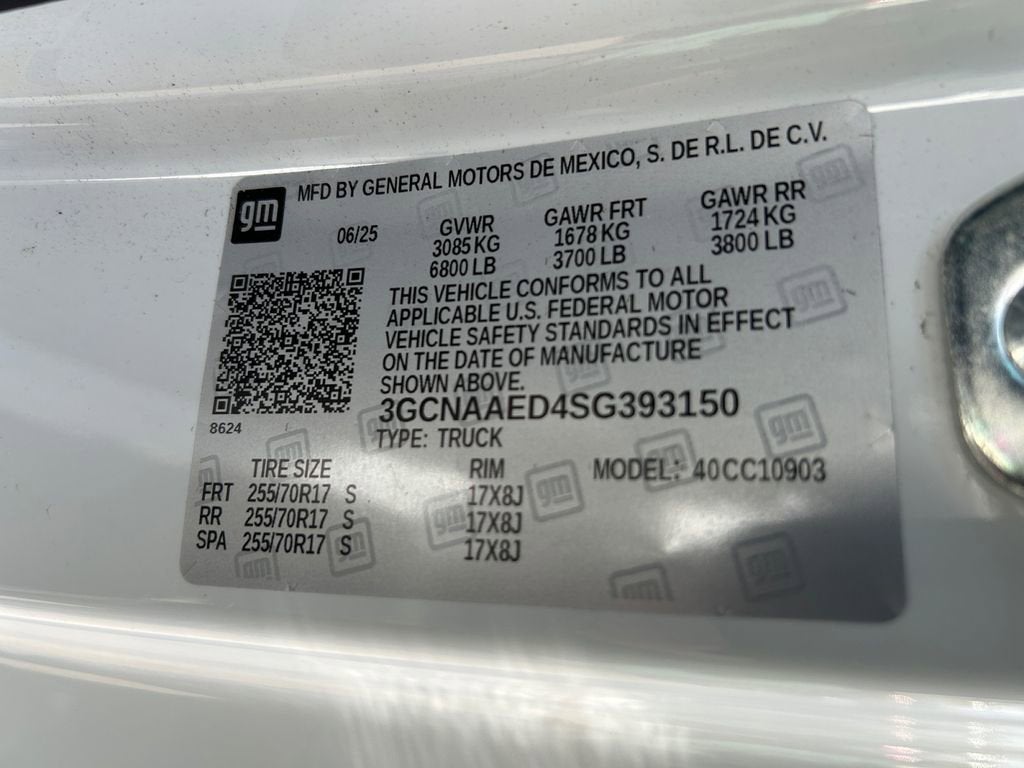 gm
MFD BY GENERAL MOTORS DE MEXICO, S. DE R.L. DE C.V.
06/25 GVWR GAWR FRT GAWR RR
3085 KG 1678 KG 1724 KG
6800 LB 3700 LB 3800 LB
THIS VEHICLE CONFORMS TO ALL
APPLICABLE U.S. FEDERAL MOTOR
VEHICLE SAFETY STANDARDS IN EFFECT
ON THE DATE OF MANUFACTURE
SHOWN ABOVE.
3GCNAAED4SG393150
8624
TYPE: TRUCK
TIRE SIZE RIM MODEL: 40CC10903
FRT 255/70R17 S 17X8J
RR 255/70R17 S 17X8J
SPA 255/70R17 S 17X8J